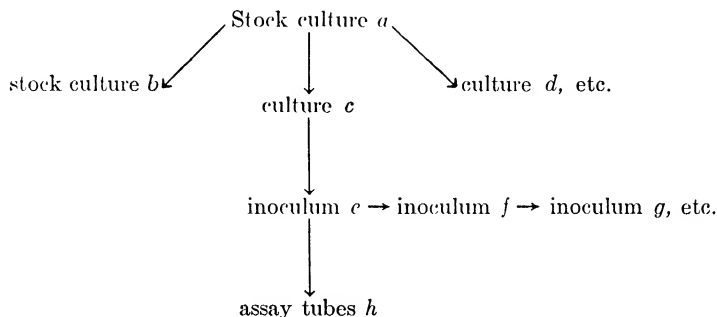 Stock culture a
stock culture b culture d, etc.
culture c
inoculum e → inoculum f → inoculum g, etc.
assay tubes h